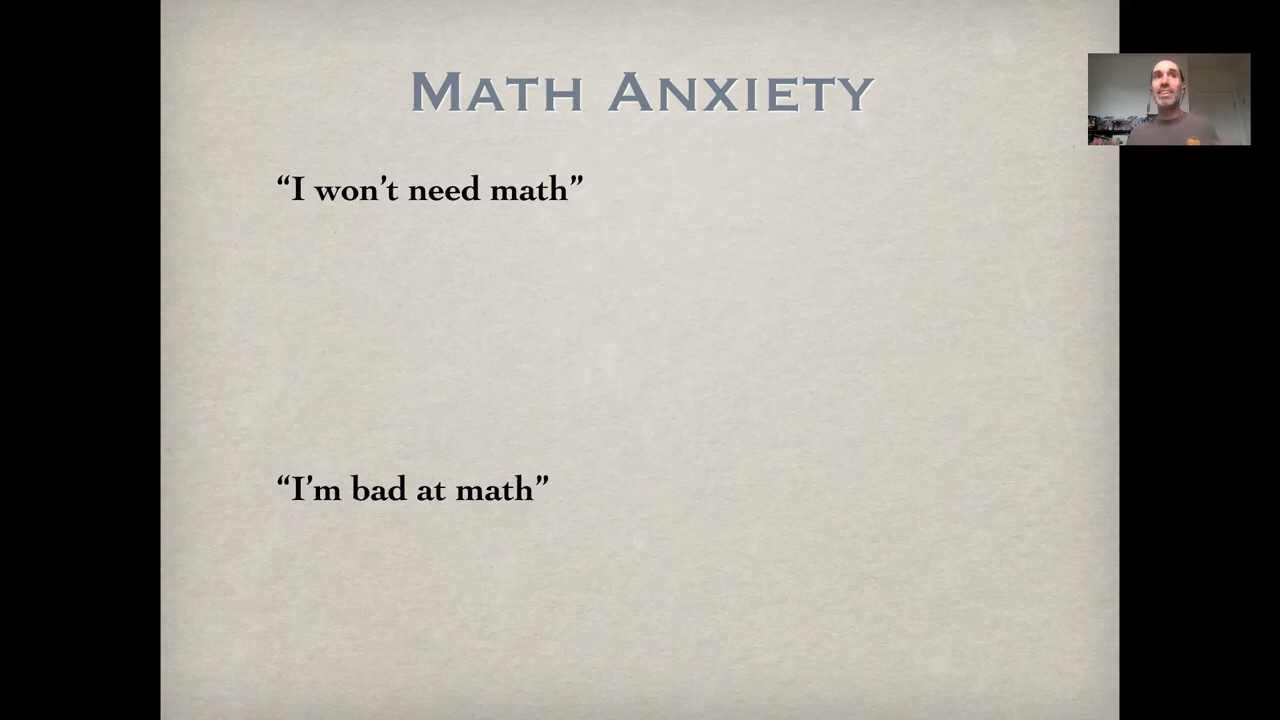 Math Anxiety
“I won’t need math”
“I’m bad at math”